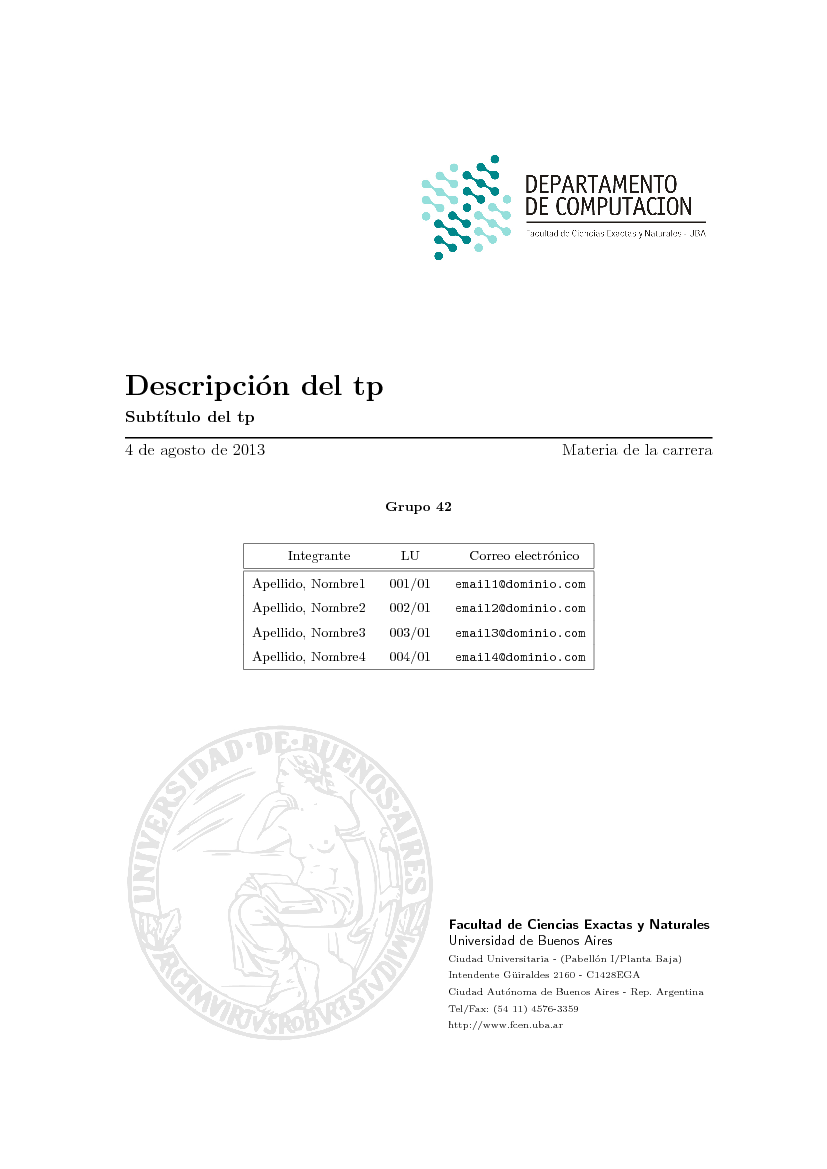 DEPARTAMENTO
DE COMPUTACION
Facultad de Ciencias Exactas y Naturales - UBA
Descripción del tp
Subtítulo del tp
4 de agosto de 2013 Materia de la carrera
Grupo 42
Integrante LU Correo electrónico
Apellido, Nombre1 001/01 email1@dominio.com
Apellido, Nombre2 002/01 email2@dominio.com
Apellido, Nombre3 003/01 email3@dominio.com
Apellido, Nombre4 004/01 email4@dominio.com
UNIVERSIDAD·DE·BUENOS·AIRES
ARGTMVIRTVSROBVRETSTVDIVM
Facultad de Ciencias Exactas y Naturales
Universidad de Buenos Aires
Ciudad Universitaria - (Pabellón I/Planta Baja)
Intendente Güiraldes 2160 - C1428EGA
Ciudad Autónoma de Buenos Aires - Rep. Argentina
Tel/Fax: (54 11) 4576-3359
http://www.fcen.uba.ar